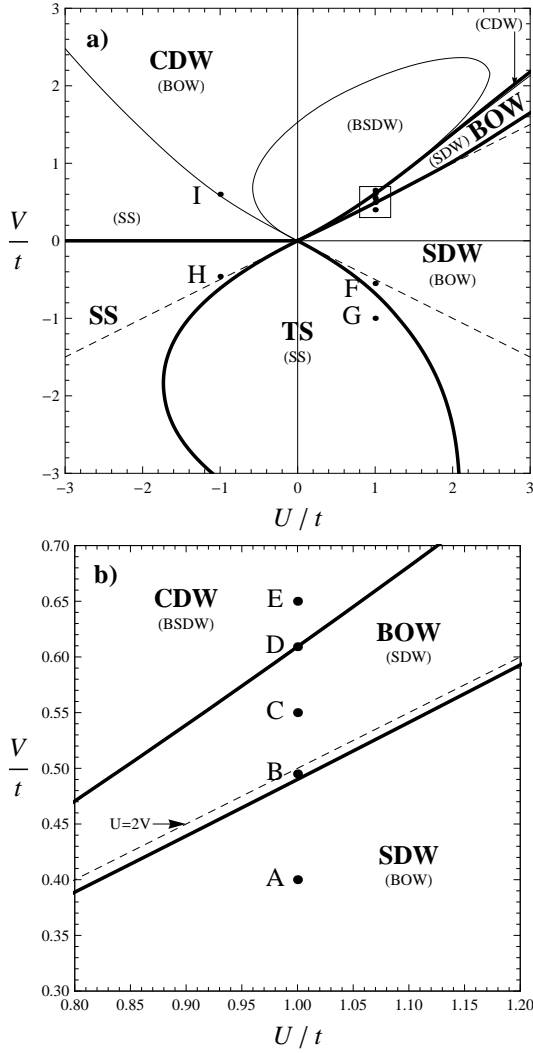 a)
CDW
(BOW)
(CDW)
(BSDW)
(SDW) BOW
I
(SS)
SDW
(BOW)
H
F
SS
TS
(SS)
G
V/t
3
2
1
0
−1
−2
−3
−3 −2 −1 0 1 2 3
U / t
b)
CDW
(BSDW)
E
D
BOW
(SDW)
C
B
U=2V
SDW
(BOW)
A
V/t
0.70
0.65
0.60
0.55
0.50
0.45
0.40
0.35
0.30
0.80 0.85 0.90 0.95 1.00 1.05 1.10 1.15 1.20
U / t